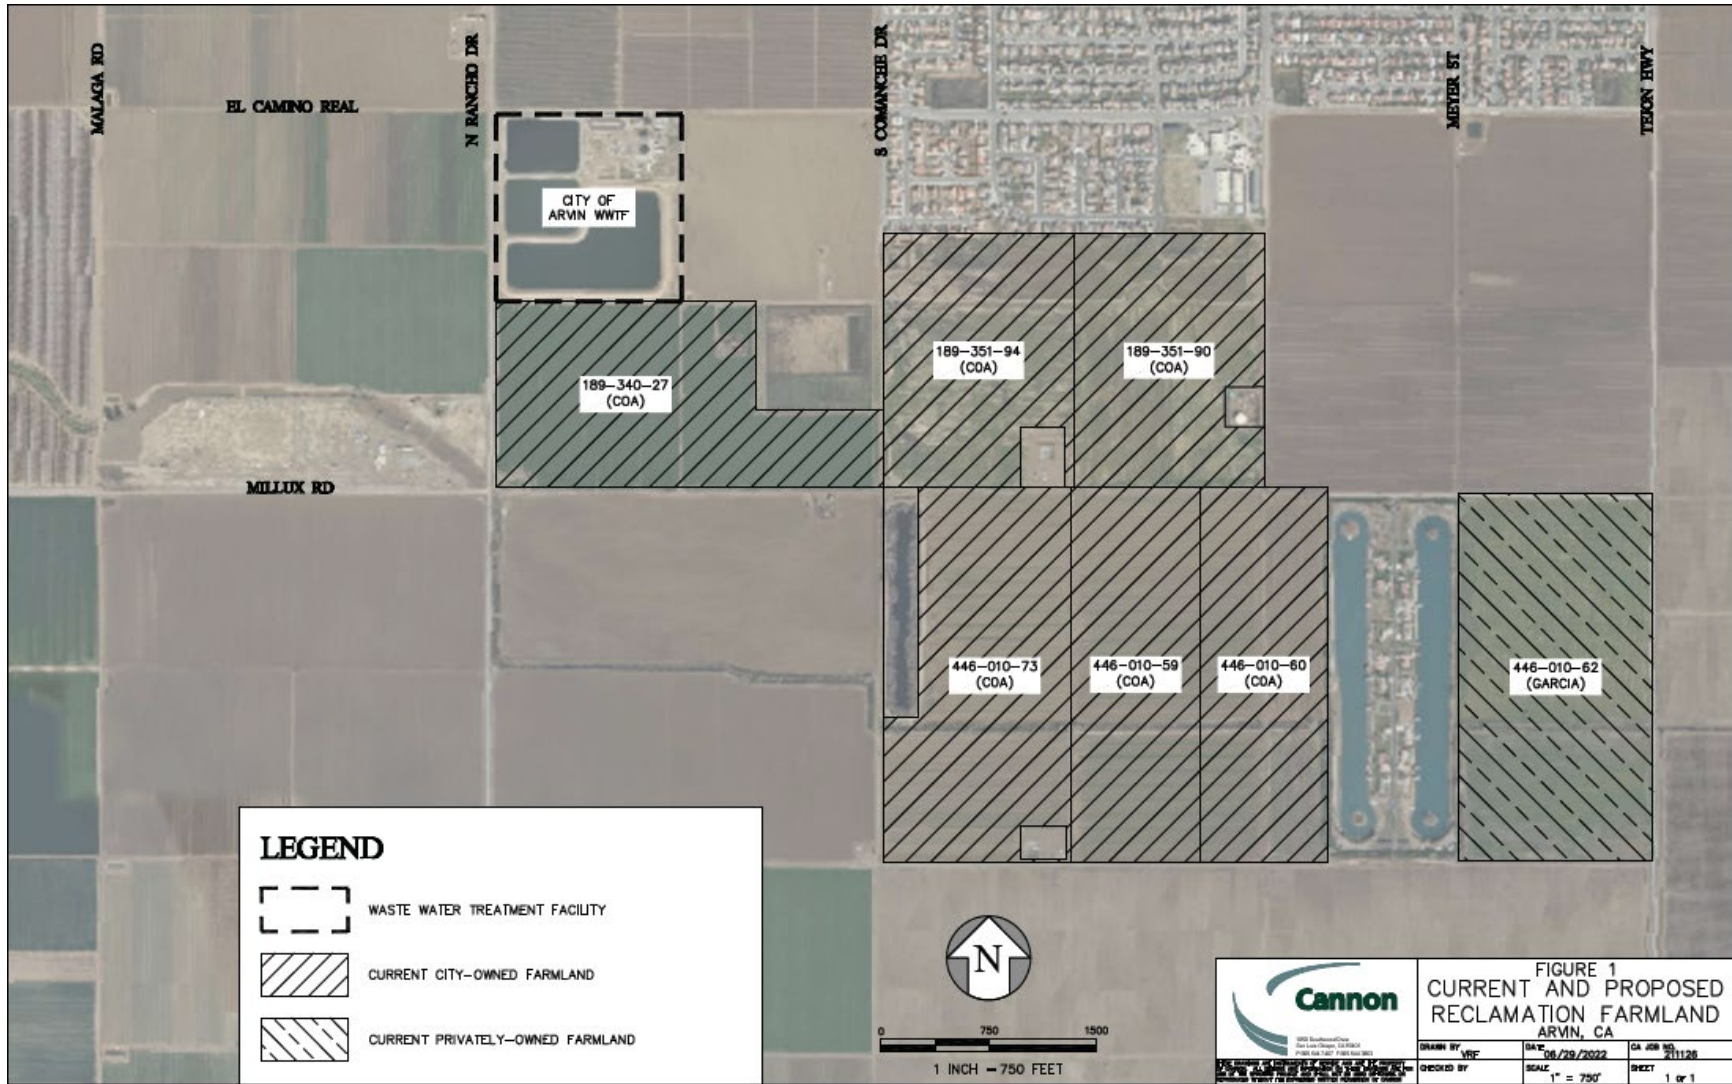 MALAGA RD
EL CAMINO REAL
N RANCHO DR
S COMANCHE DR
MEYER ST
TEJON HWY
CITY OF
ARVIN WWTF
189-351-94
(COA)
189-351-90
(COA)
189-340-27
(COA)
MILLUX RD
446-010-73
(COA)
446-010-59
(COA)
446-010-60
(COA)
446-010-62
(GARCIA)
LEGEND
WASTE WATER TREATMENT FACILITY
CURRENT CITY-OWNED FARMLAND
CURRENT PRIVATELY-OWNED FARMLAND
N
0 750 1500
1 INCH = 750 FEET
Cannon
FIGURE 1
CURRENT AND PROPOSED
RECLAMATION FARMLAND
ARVIN, CA
DRAWN BY VRF
DATE 06/29/2022
CA JOB NO. 211126
CHECKED BY
SCALE 1" = 750'
SHEET 1 OF 1